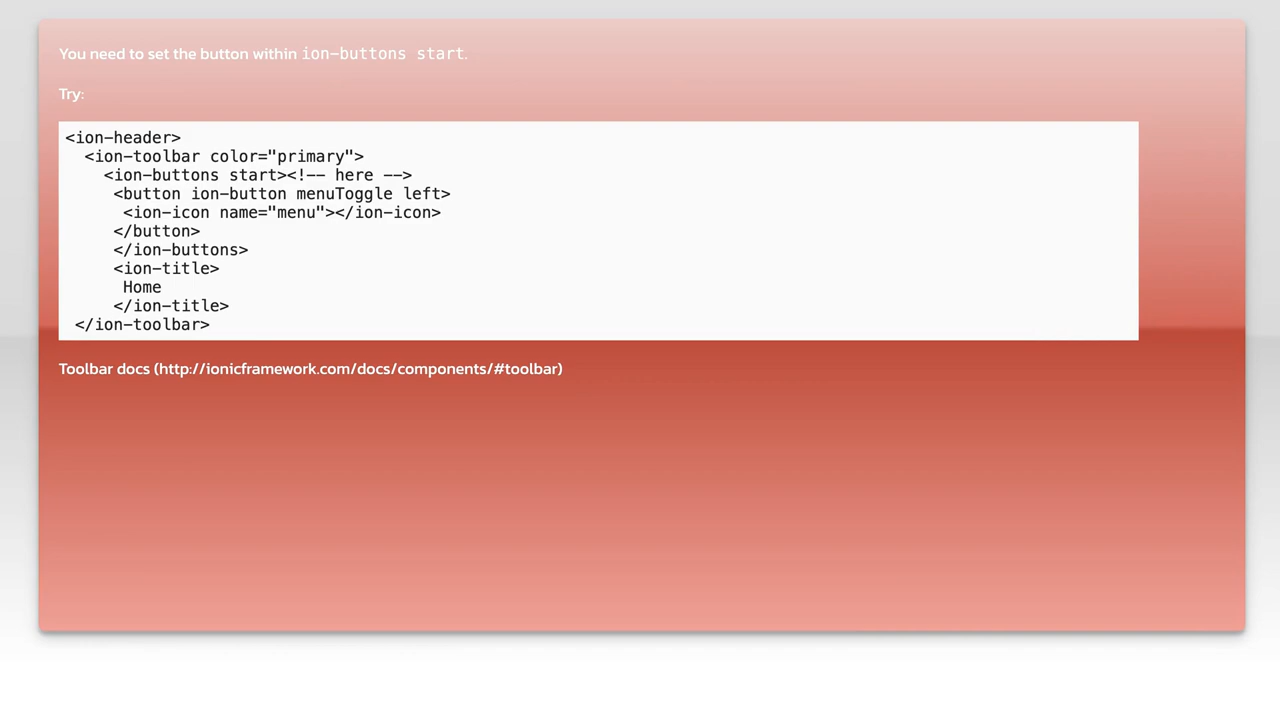 You need to set the button within ion-buttons start.
Try:
<ion-header>
  <ion-toolbar color="primary">
    <ion-buttons start><!-- here -->
     <button ion-button menuToggle left>
      <ion-icon name="menu"></ion-icon>
     </button>
     </ion-buttons>
     <ion-title>
      Home
     </ion-title>
 </ion-toolbar>
Toolbar docs (http://ionicframework.com/docs/components/#toolbar)